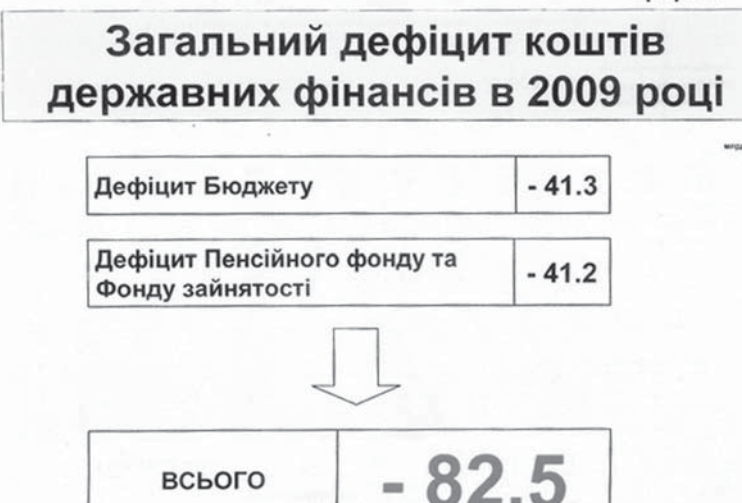 Загальний дефіцит коштів
державних фінансів в 2009 році
Дефіцит Бюджету - 41.3
Дефіцит Пенсійного фонду та
Фонду зайнятості - 41.2
ВСЬОГО - 82.5